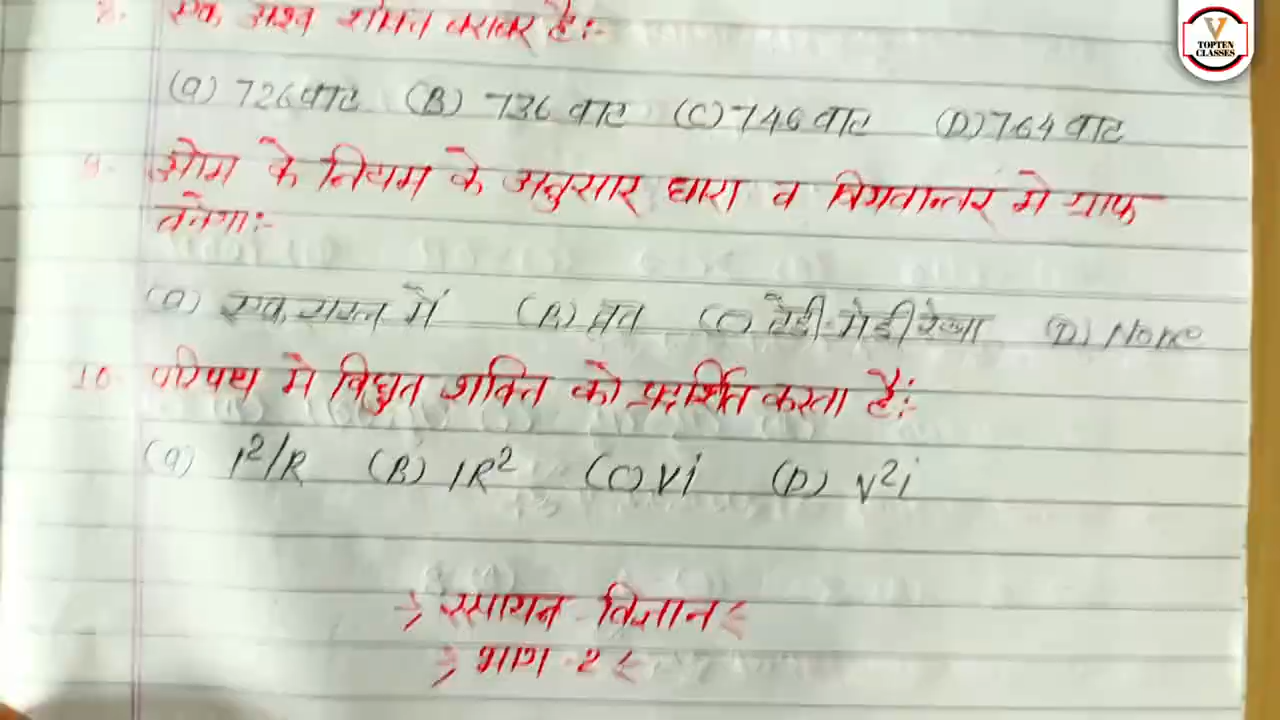 V
TOPTEN
CLASSES
8. एक अश्व शक्ति बराबर है:-
(a) 726 वाट (B) 736 वाट (C) 746 वाट (D) 764 वाट
9. ओम के नियम के अनुसार धारा व विभवान्तर मे ग्राफ
बनेगा:-
(a) एक सरल में (B) वृत (C) टेढी-मेडी रेखा (D) None
10. परिपथ मे विधुत शक्ति को प्रदर्शित करता है:-
(a) I²/R (B) IR² (C) Vi (D) V²i
रसायन - विज्ञान
भाग - 2